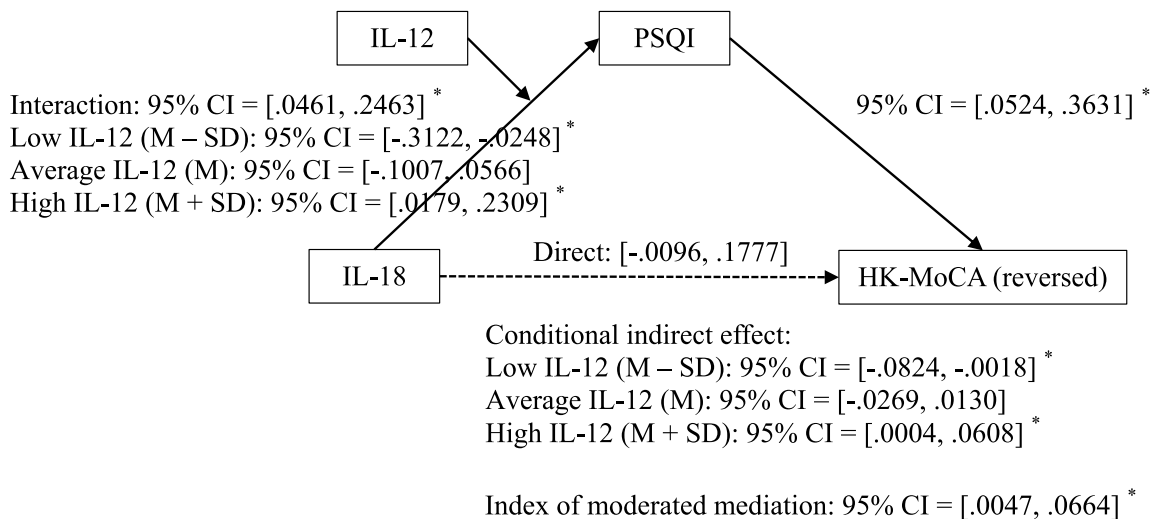 IL-12
PSQI
Interaction: 95% CI = [.0461, .2463] *
Low IL-12 (M – SD): 95% CI = [-.3122, -.0248] *
Average IL-12 (M): 95% CI = [-.1007, .0566]
High IL-12 (M + SD): 95% CI = [.0179, .2309] *
95% CI = [.0524, .3631] *
Direct: [-.0096, .1777]
IL-18
HK-MoCA (reversed)
Conditional indirect effect:
Low IL-12 (M – SD): 95% CI = [-.0824, -.0018] *
Average IL-12 (M): 95% CI = [-.0269, .0130]
High IL-12 (M + SD): 95% CI = [.0004, .0608] *
Index of moderated mediation: 95% CI = [.0047, .0664] *